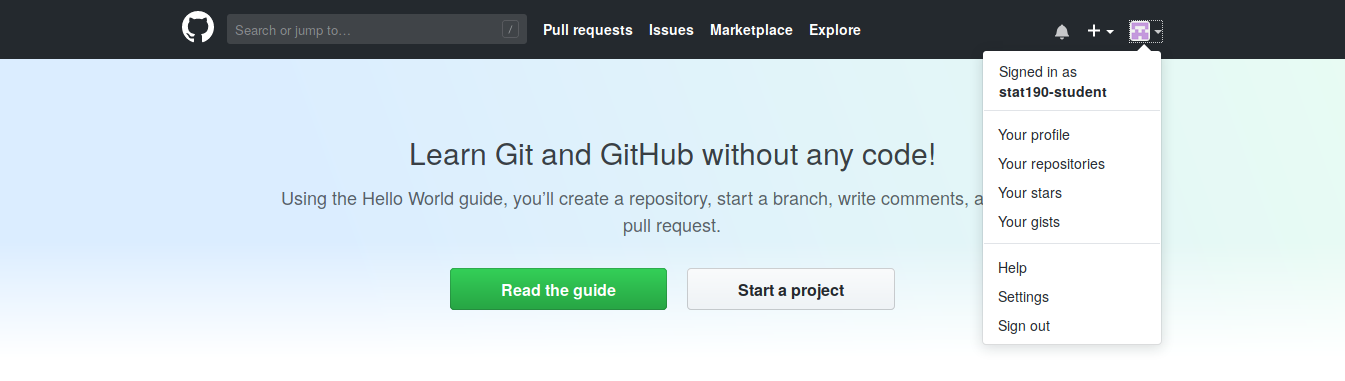 Search or jump to…
/
Pull requests
Issues
Marketplace
Explore
Signed in as
stat190-student
Your profile
Your repositories
Your stars
Your gists
Help
Settings
Sign out
Learn Git and GitHub without any code!
Using the Hello World guide, you’ll create a repository, start a branch, write comments,
pull request.
Read the guide
Start a project